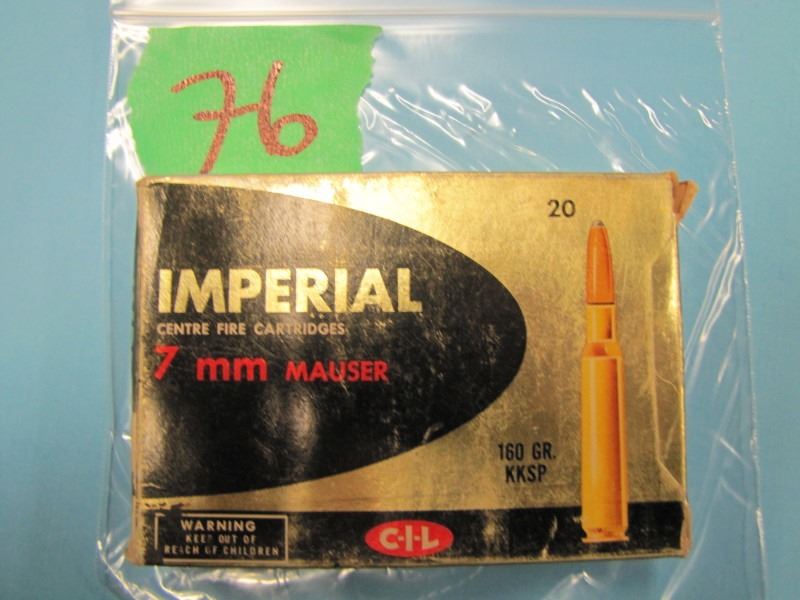 76
20
IMPERIAL
CENTRE FIRE CARTRIDGES
7 mm MAUSER
160 GR.
KKSP
WARNING
KEEP OUT OF
REACH OF CHILDREN
C-I-L